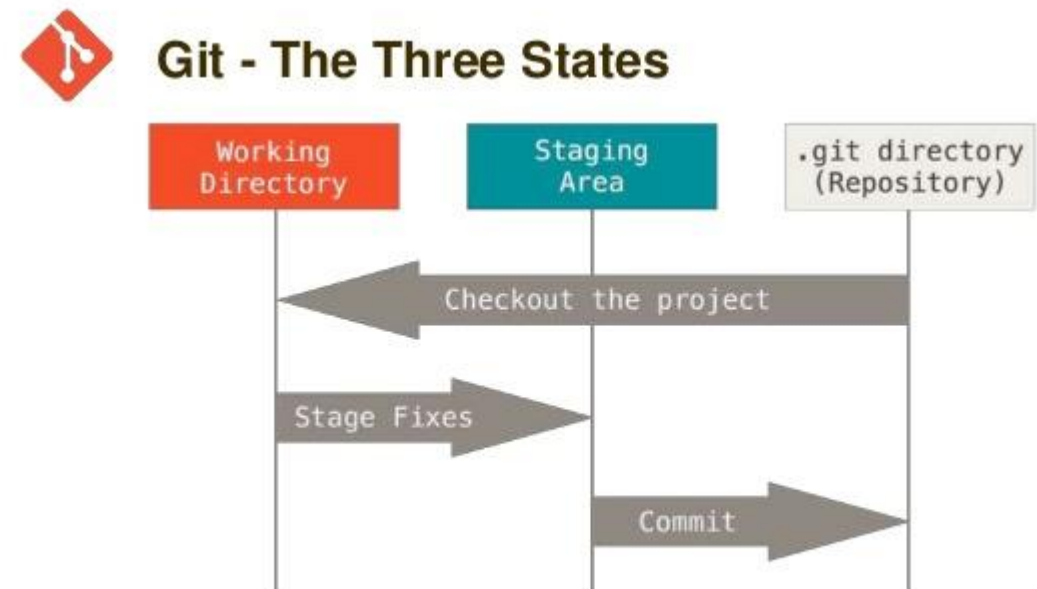 Git - The Three States
Working
Directory
Staging
Area
.git directory
(Repository)
Checkout the project
Stage Fixes
Commit